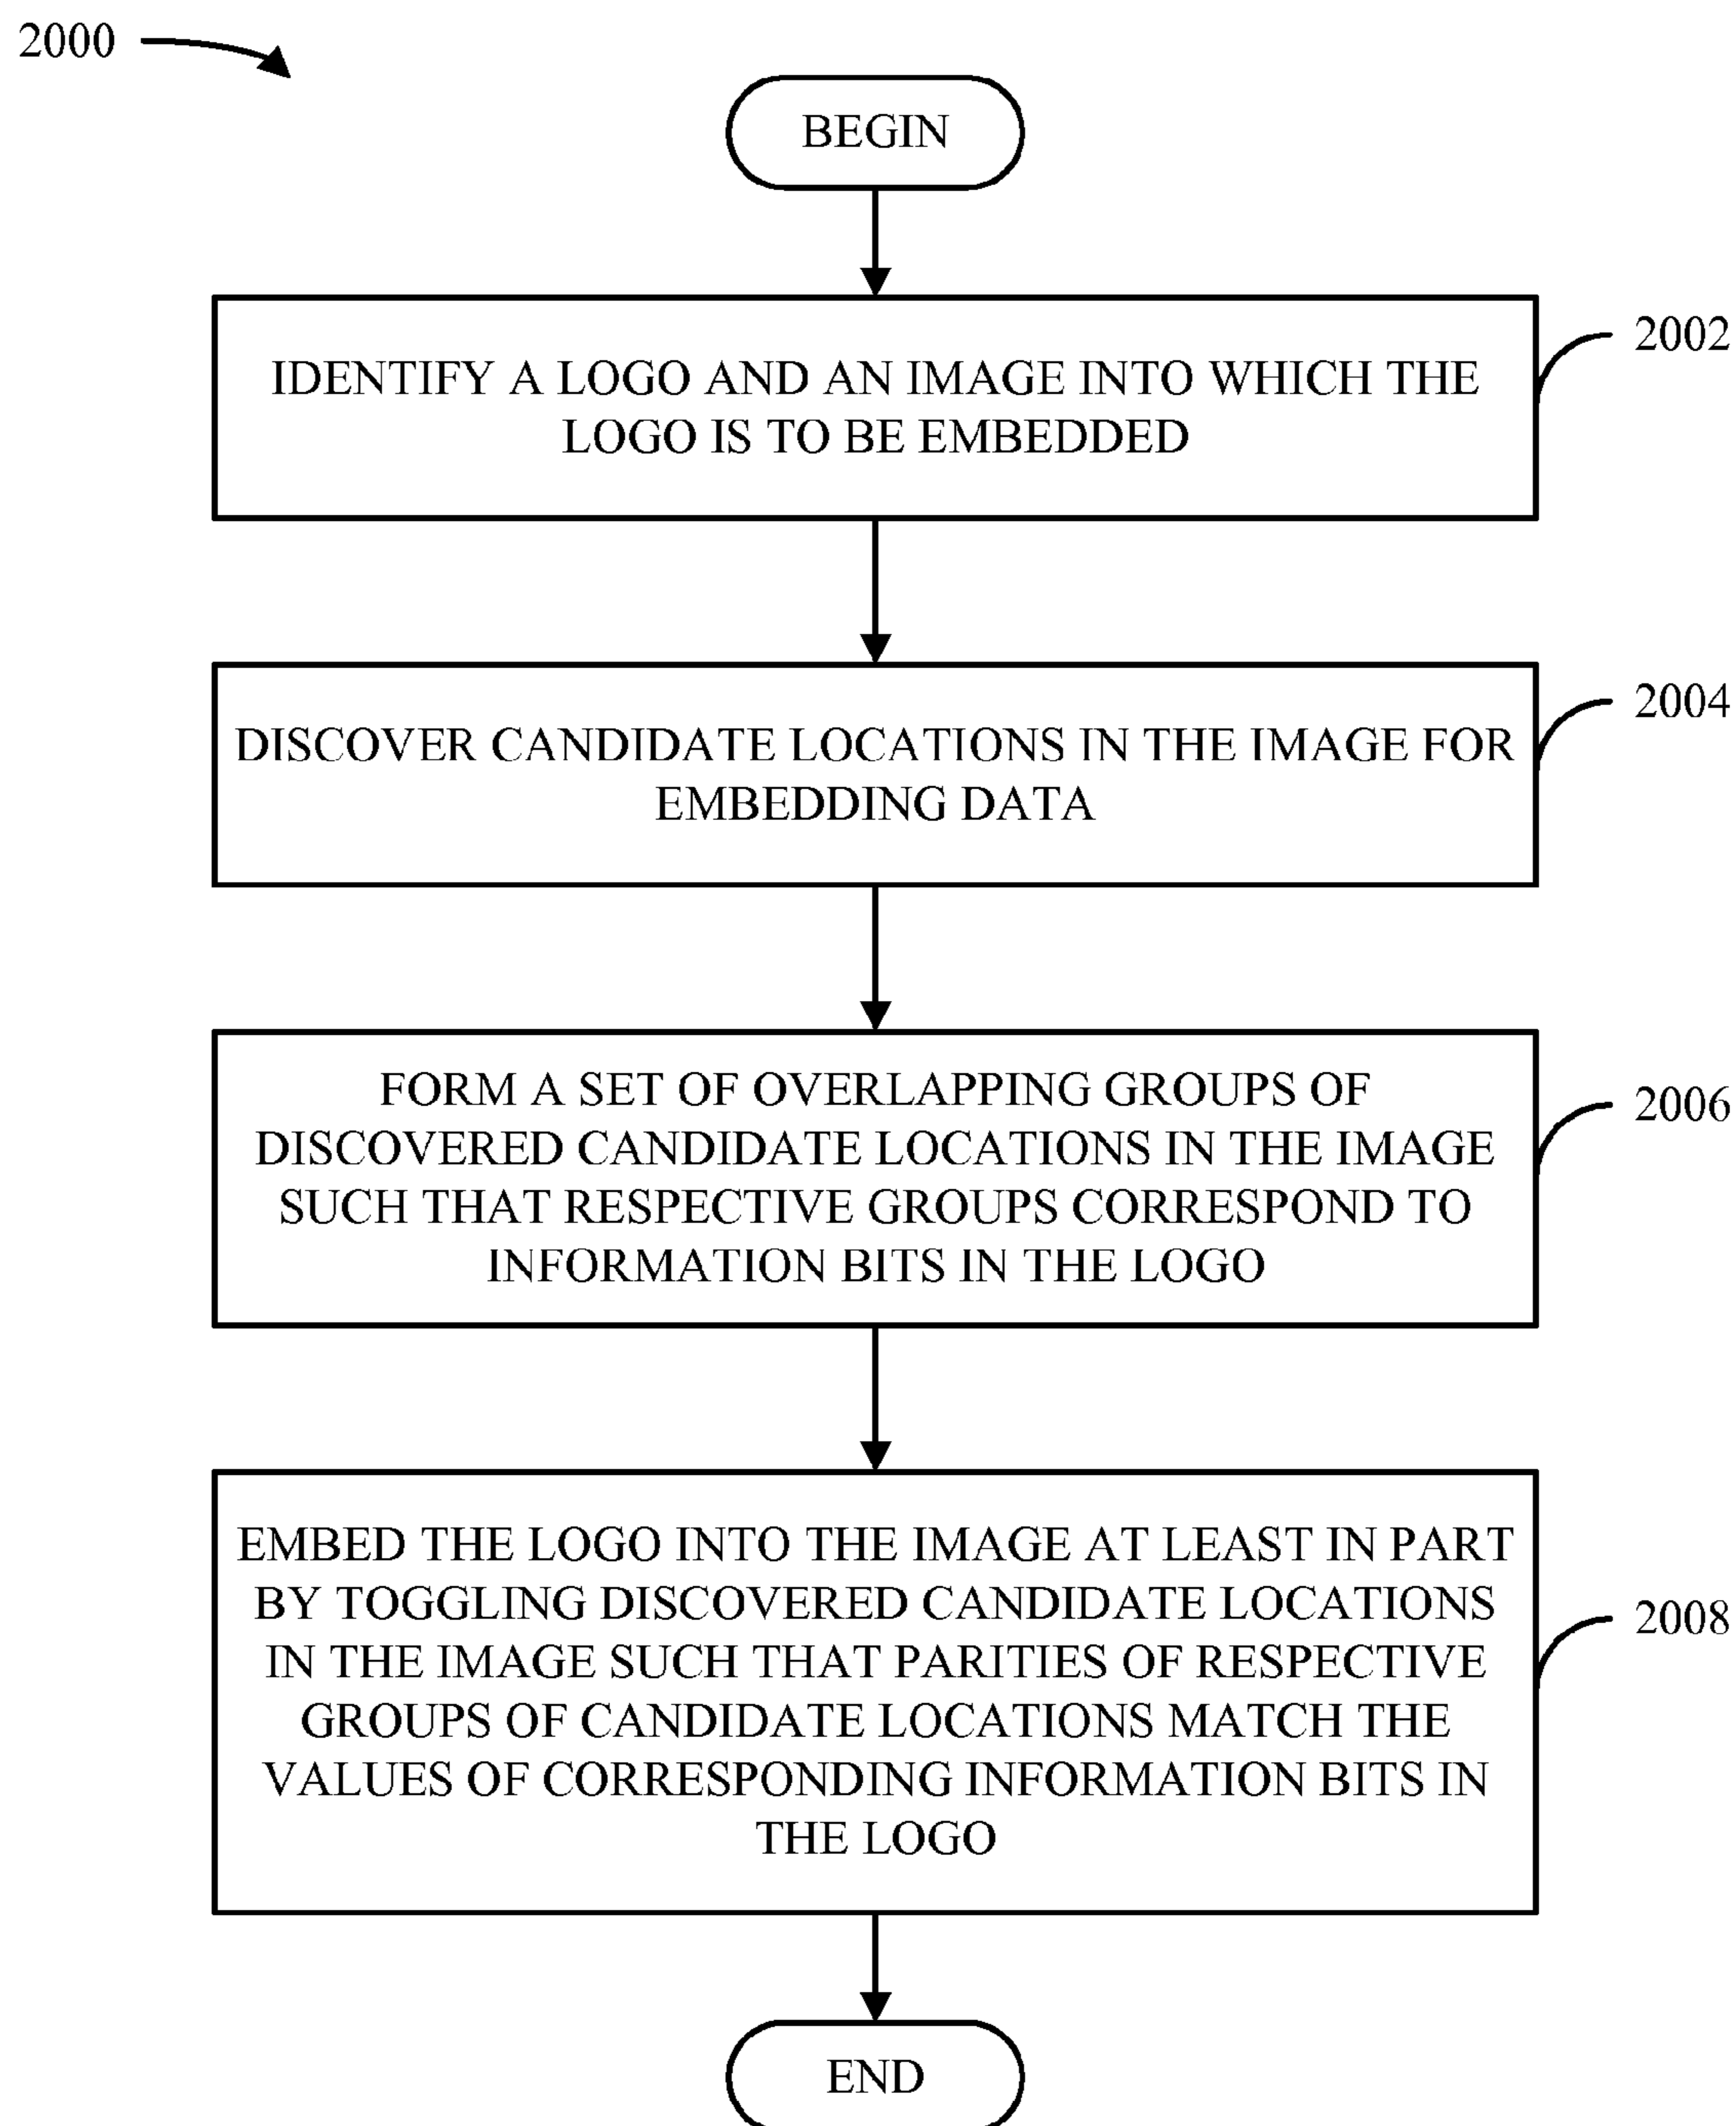 2000
BEGIN
IDENTIFY A LOGO AND AN IMAGE INTO WHICH THE
LOGO IS TO BE EMBEDDED
2002
DISCOVER CANDIDATE LOCATIONS IN THE IMAGE FOR
EMBEDDING DATA
2004
FORM A SET OF OVERLAPPING GROUPS OF
DISCOVERED CANDIDATE LOCATIONS IN THE IMAGE
SUCH THAT RESPECTIVE GROUPS CORRESPOND TO
INFORMATION BITS IN THE LOGO
2006
EMBED THE LOGO INTO THE IMAGE AT LEAST IN PART
BY TOGGLING DISCOVERED CANDIDATE LOCATIONS
IN THE IMAGE SUCH THAT PARITIES OF RESPECTIVE
GROUPS OF CANDIDATE LOCATIONS MATCH THE
VALUES OF CORRESPONDING INFORMATION BITS IN
THE LOGO
2008
END